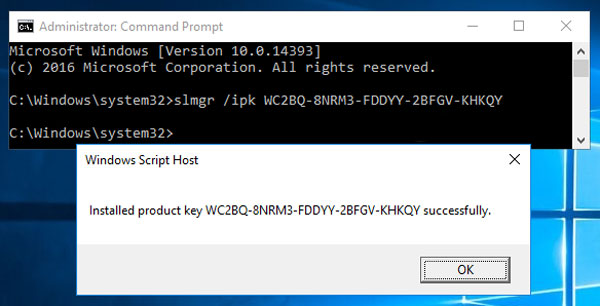 Administrator: Command Prompt
Microsoft Windows [Version 10.0.14393]
(c) 2016 Microsoft Corporation. All rights reserved.
C:\Windows\system32>slmgr /ipk WC2BQ-8NRM3-FDDYY-2BFGV-KHKQY
C:\Windows\system32>
Windows Script Host
Installed product key WC2BQ-8NRM3-FDDYY-2BFGV-KHKQY successfully.
OK